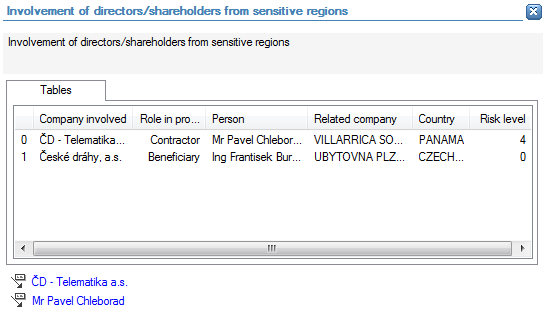 Involvement of directors/shareholders from sensitive regions
Involvement of directors/shareholders from sensitive regions
Tables
Company involved Role in pro... Person Related company Country Risk level
0 ČD - Telematika... Contractor Mr Pavel Chlebor... VILLARRICA SO... PANAMA 4
1 České dráhy, a.s. Beneficiary Ing Frantisek Bur... UBYTOVNA PLZ... CZECH... 0
ČD - Telematika a.s.
Mr Pavel Chleborad